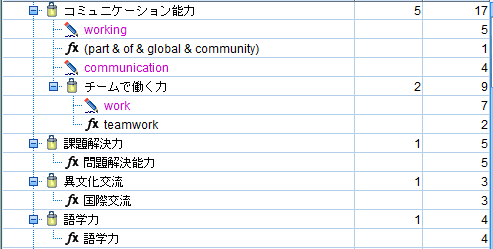 コミュニケーション能力 5 17
working 5
fx (part & of & global & community) 1
communication 4
チームで働く力 2 9
work 7
fx teamwork 2
課題解決力 1 5
fx 問題解決能力 5
異文化交流 1 3
fx 国際交流 3
語学力 1 4
fx 語学力 4